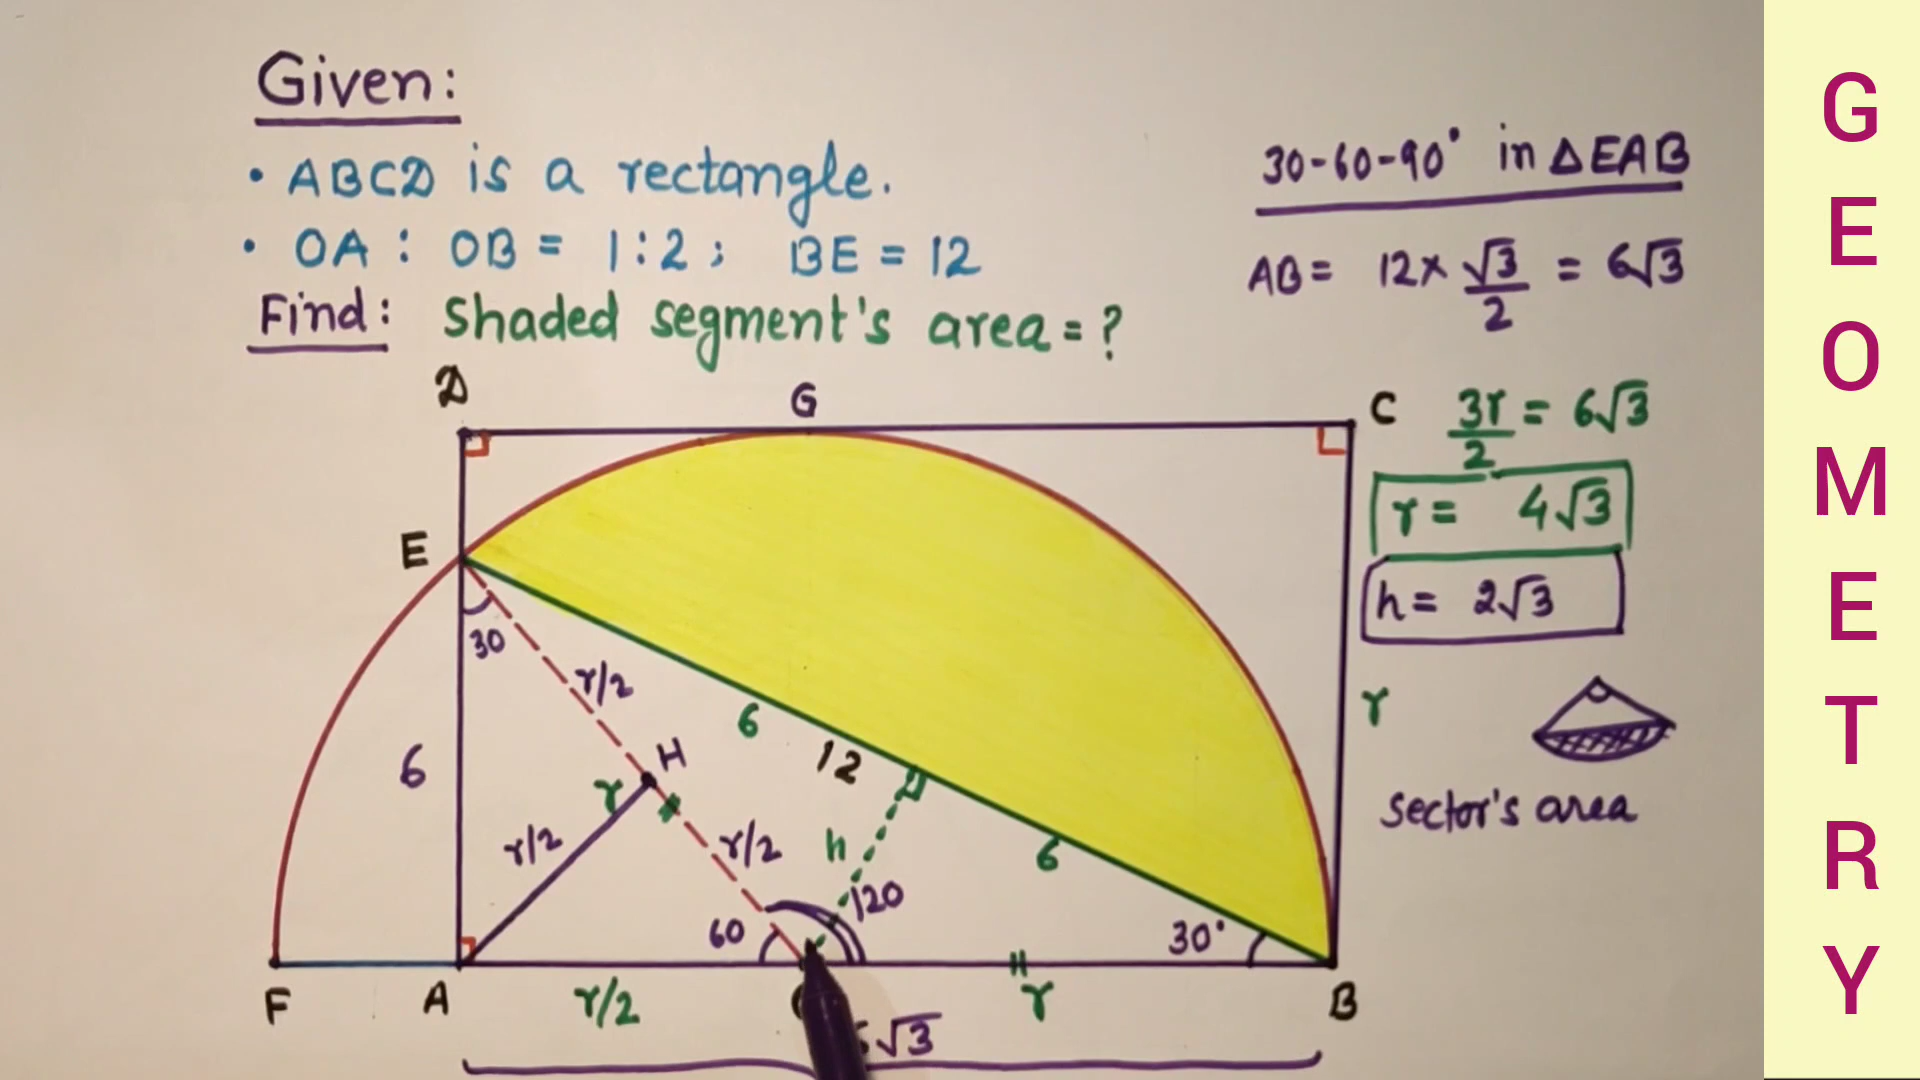 Given:
• ABCD is a rectangle.
• OA : OB = 1:2; BE = 12
Find: Shaded segment's area = ?
30-60-90° in △EAB
AB = 12 × √3/2 = 6√3
3r/2 = 6√3
r = 4√3
h = 2√3
sector's area
D
G
C
E
30
r/2
6
12
H
r
6
r
r/2
r/2
h
6
120
60
30°
F
A
r/2
r
B
√3
G
E
O
M
E
T
R
Y